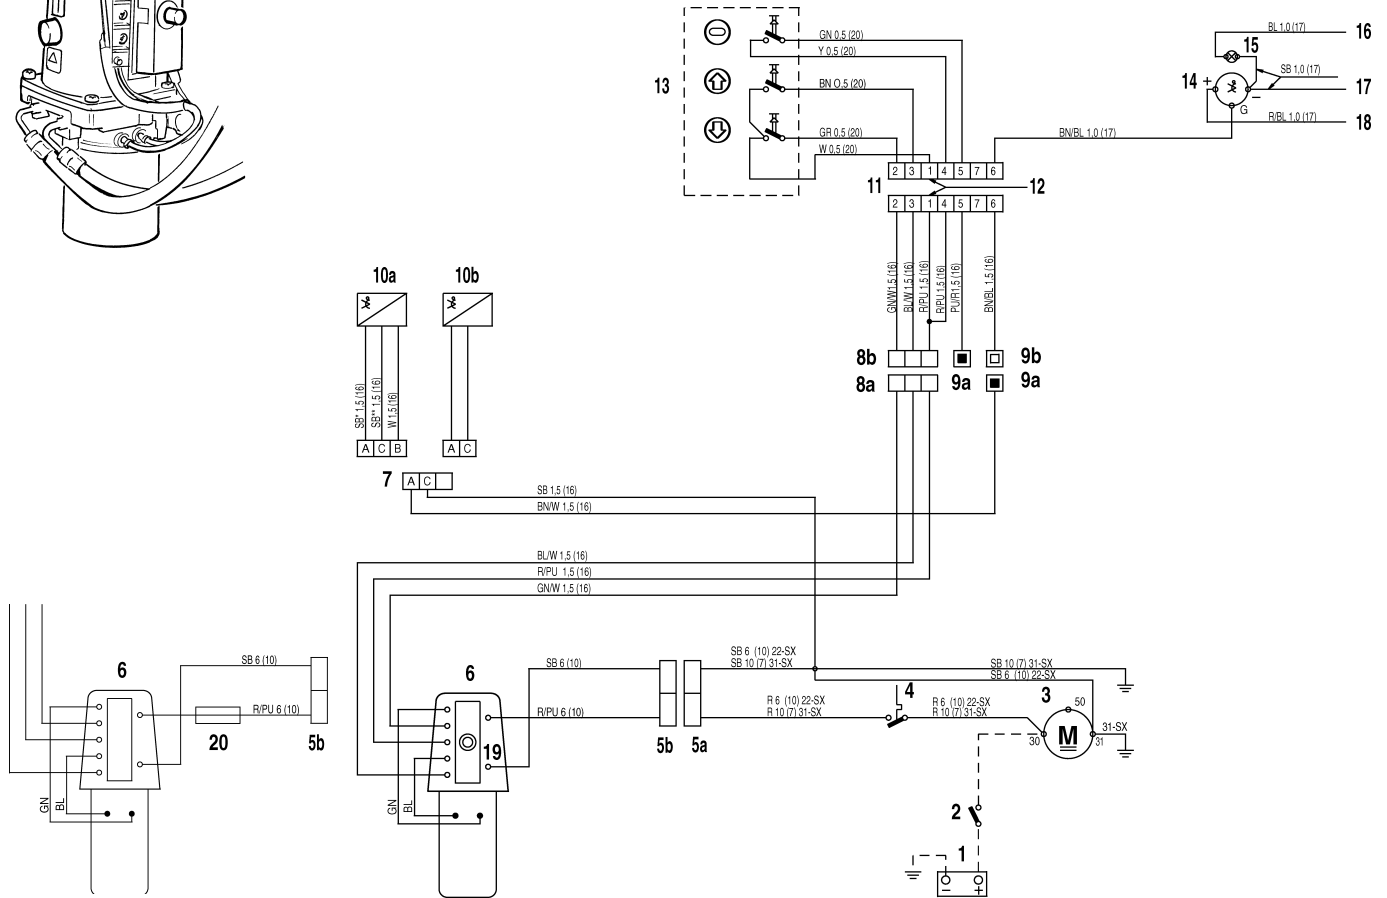 GN 0,5 (20)
Y 0,5 (20)
13
BN O,5 (20)
GR 0,5 (20)
W 0,5 (20)
BL 1,0 (17)
16
15
SB 1,0 (17)
14
+
17
−
G
R/BL 1,0 (17)
18
BN/BL 1,0 (17)
2 3 1 4 5 7 6
11
12
2 3 1 4 5 7 6
GN/W1,5 (16)
BL/W 1,5 (16)
R/PU 1,5 (16)
R/PU 1,5 (16)
PU/R1,5 (16)
BN/BL 1,5 (16)
10a
10b
8b
9b
8a
9a
9a
SB* 1,5 (16)
SB** 1,5 (16)
W 1,5 (16)
A C B
A C
7
A C
SB 1,5 (16)
BN/W 1,5 (16)
BL/W 1,5 (16)
R/PU 1,5 (16)
GN/W 1,5 (16)
6
SB 6 (10)
R/PU 6 (10)
20
5b
GN
BL
6
SB 6 (10)
R/PU 6 (10)
19
GN
BL
5b
5a
SB 6 (10) 22-SX
SB 10 (7) 31-SX
R 6 (10) 22-SX
R 10 (7) 31-SX
4
SB 10 (7) 31-SX
SB 6 (10) 22-SX
R 6 (10) 22-SX
R 10 (7) 31-SX
3
50
M
30
31
31-SX
2
1
−
+